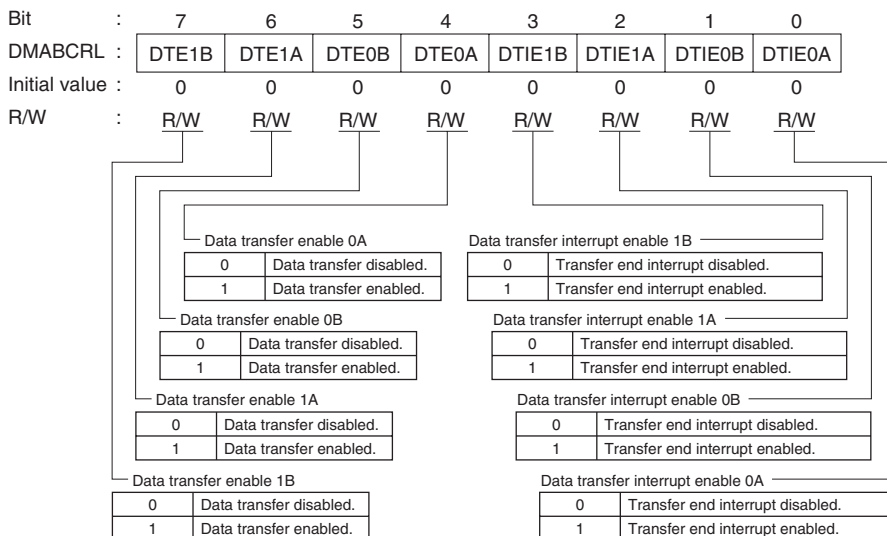 Bit : 7 6 5 4 3 2 1 0
DMABCRL : DTE1B DTE1A DTE0B DTE0A DTIE1B DTIE1A DTIE0B DTIE0A
Initial value : 0 0 0 0 0 0 0 0
R/W : R/W R/W R/W R/W R/W R/W R/W R/W
Data transfer enable 0A
0 Data transfer disabled.
1 Data transfer enabled.
Data transfer interrupt enable 1B
0 Transfer end interrupt disabled.
1 Transfer end interrupt enabled.
Data transfer enable 0B
0 Data transfer disabled.
1 Data transfer enabled.
Data transfer interrupt enable 1A
0 Transfer end interrupt disabled.
1 Transfer end interrupt enabled.
Data transfer enable 1A
0 Data transfer disabled.
1 Data transfer enabled.
Data transfer interrupt enable 0B
0 Transfer end interrupt disabled.
1 Transfer end interrupt enabled.
Data transfer enable 1B
0 Data transfer disabled.
1 Data transfer enabled.
Data transfer interrupt enable 0A
0 Transfer end interrupt disabled.
1 Transfer end interrupt enabled.